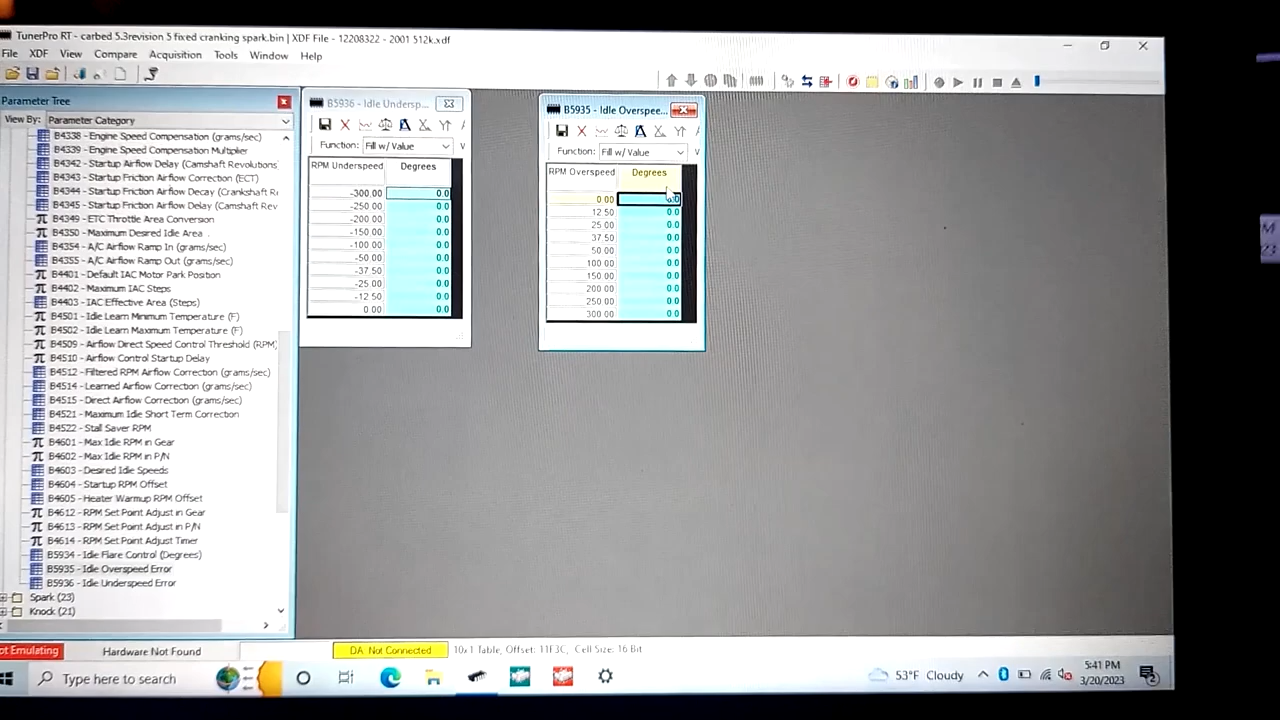 TunerPro RT - carbed 5.3revision 5 fixed cranking spark.bin | XDF File - 12208322 - 2001 512k.xdf
File XDF View Compare Acquisition Tools Window Help
Parameter Tree
View By: Parameter Category
B4338 - Engine Speed Compensation (grams/sec)
B4339 - Engine Speed Compensation Multiplier
B4342 - Startup Airflow Delay (Camshaft Revolutions
B4343 - Startup Friction Airflow Correction (ECT)
B4344 - Startup Friction Airflow Decay (Crankshaft Re
B4345 - Startup Friction Airflow Delay (Camshaft Rev
B4349 - ETC Throttle Area Conversion
B4350 - Maximum Desired Idle Area .
B4354 - A/C Airflow Ramp In (grams/sec)
B4355 - A/C Airflow Ramp Out (grams/sec)
B4401 - Default IAC Motor Park Position
B4402 - Maximum IAC Steps
B4403 - IAC Effective Area (Steps)
B4501 - Idle Learn Minimum Temperature (F)
B4502 - Idle Learn Maximum Temperature (F)
B4509 - Airflow Direct Speed Control Threshold (RPM)
B4510 - Airflow Control Startup Delay
B4512 - Filtered RPM Airflow Correction (grams/sec)
B4514 - Learned Airflow Correction (grams/sec)
B4515 - Direct Airflow Correction (grams/sec)
B4521 - Maximum Idle Short Term Correction
B4522 - Stall Saver RPM
B4601 - Max Idle RPM in Gear
B4602 - Max Idle RPM in P/N
B4603 - Desired Idle Speeds
B4604 - Startup RPM Offset
B4605 - Heater Warmup RPM Offset
B4612 - RPM Set Point Adjust in Gear
B4613 - RPM Set Point Adjust in P/N
B4614 - RPM Set Point Adjust Timer
B5934 - Idle Flare Control (Degrees)
B5935 - Idle Overspeed Error
B5936 - Idle Underspeed Error
Spark (23)
Knock (21)
B5936 - Idle Undersp...
Function: Fill w/ Value
RPM Underspeed Degrees
-300.00 0.0
-250.00 0.0
-200.00 0.0
-150.00 0.0
-100.00 0.0
-50.00 0.0
-37.50 0.0
-25.00 0.0
-12.50 0.0
0.00 0.0
B5935 - Idle Overspee...
Function: Fill w/ Value
RPM Overspeed Degrees
0.00 0.0
12.50 0.0
25.00 0.0
37.50 0.0
50.00 0.0
100.00 0.0
150.00 0.0
200.00 0.0
250.00 0.0
300.00 0.0
ot Emulating Hardware Not Found DA: Not Connected 10x1 Table, Offset: 11F3C, Cell Size: 16 Bit
Type here to search
53°F Cloudy
5:41 PM
3/20/2023
2
M
23